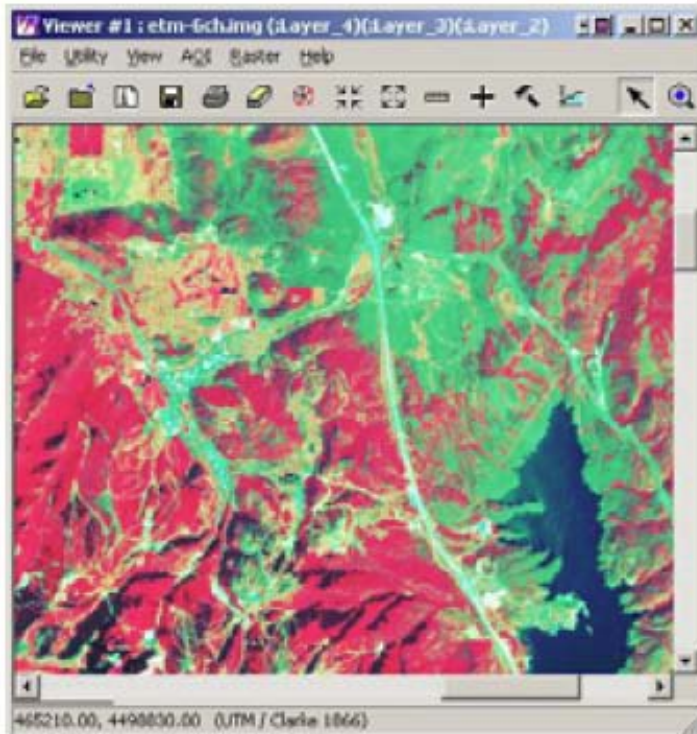 Viewer #1 : etm-6ch.img (:Layer_4)(:Layer_3)(:Layer_2)
File Utility View AOI Raster Help
465210.00, 4498830.00 (UTM / Clarke 1866)